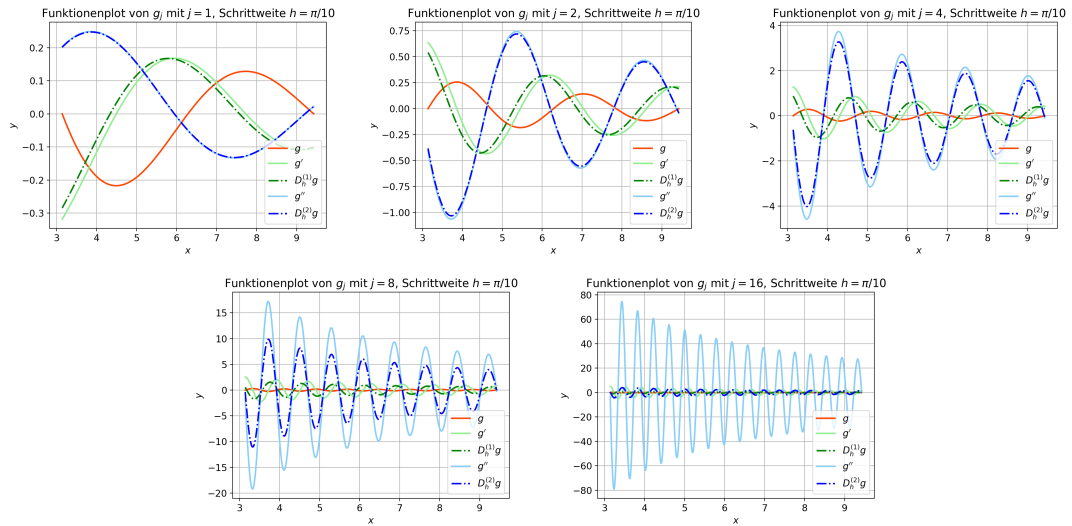 Funktionenplot von g_j mit j = 1, Schrittweite h = π/10
0.2
0.1
0.0
−0.1
−0.2
−0.3
y
3 4 5 6 7 8 9
x
g
g′
D_h^(1)g
g″
D_h^(2)g
Funktionenplot von g_j mit j = 2, Schrittweite h = π/10
0.75
0.50
0.25
0.00
−0.25
−0.50
−0.75
−1.00
y
3 4 5 6 7 8 9
x
g
g′
D_h^(1)g
g″
D_h^(2)g
Funktionenplot von g_j mit j = 4, Schrittweite h = π/10
4
2
0
−2
−4
y
3 4 5 6 7 8 9
x
g
g′
D_h^(1)g
g″
D_h^(2)g
Funktionenplot von g_j mit j = 8, Schrittweite h = π/10
15
10
5
0
−5
−10
−15
−20
y
3 4 5 6 7 8 9
x
g
g′
D_h^(1)g
g″
D_h^(2)g
Funktionenplot von g_j mit j = 16, Schrittweite h = π/10
80
60
40
20
0
−20
−40
−60
−80
y
3 4 5 6 7 8 9
x
g
g′
D_h^(1)g
g″
D_h^(2)g